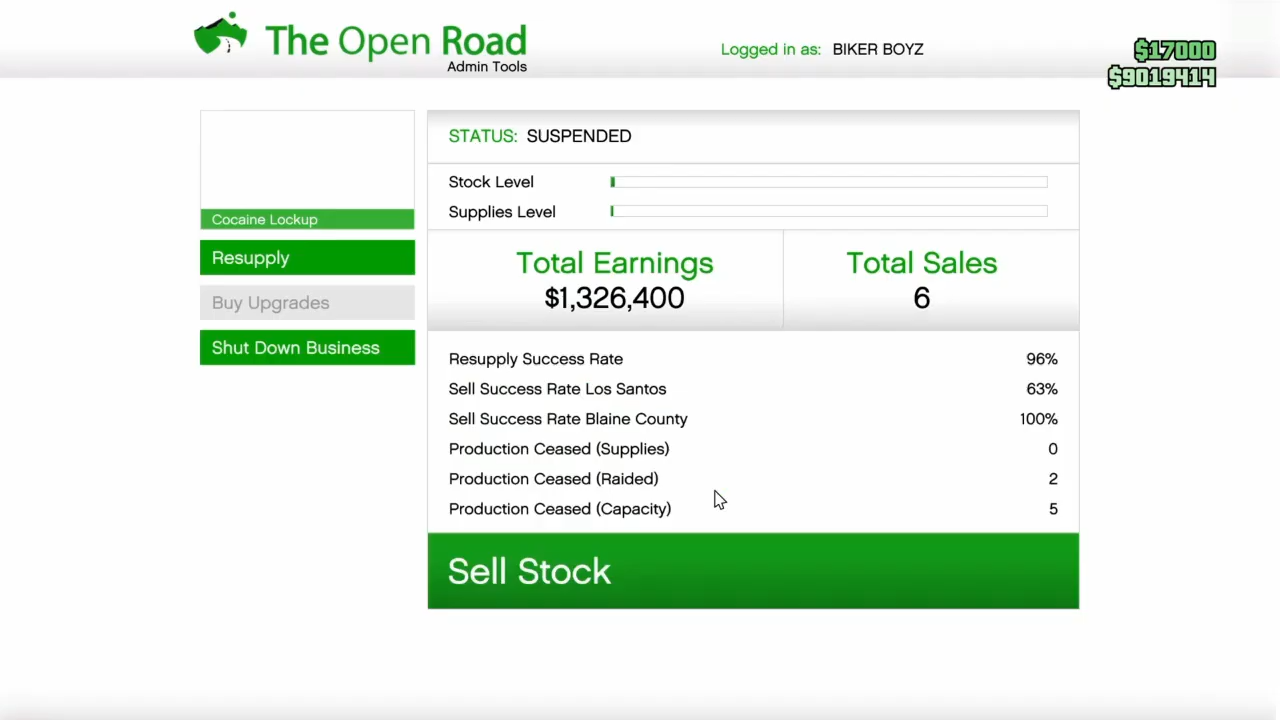 The Open Road
Admin Tools
Logged in as: BIKER BOYZ
$17000
$9019414
Cocaine Lockup
Resupply
Buy Upgrades
Shut Down Business
STATUS: SUSPENDED
Stock Level
Supplies Level
Total Earnings
$1,326,400
Total Sales
6
Resupply Success Rate 96%
Sell Success Rate Los Santos 63%
Sell Success Rate Blaine County 100%
Production Ceased (Supplies) 0
Production Ceased (Raided) 2
Production Ceased (Capacity) 5
Sell Stock